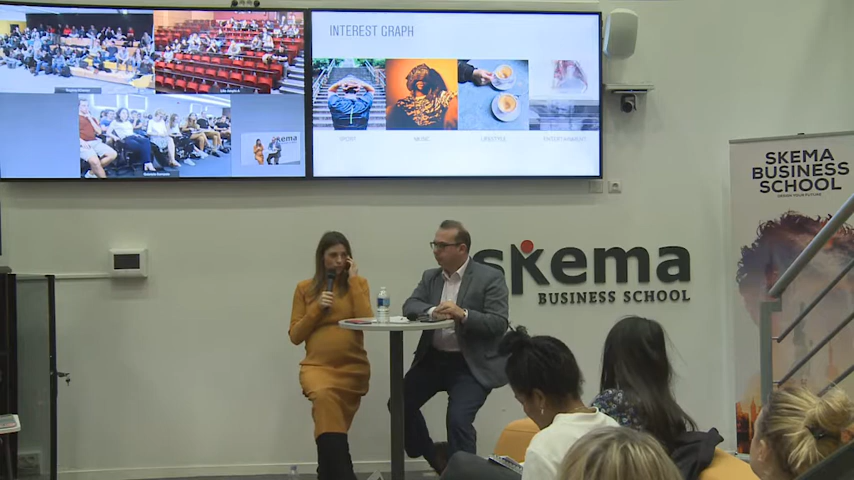 INTEREST GRAPH
SPORT
MUSIC
LIFESTYLE
ENTERTAINMENT
skema
SKEMA
BUSINESS
SCHOOL
skema
BUSINESS SCHOOL